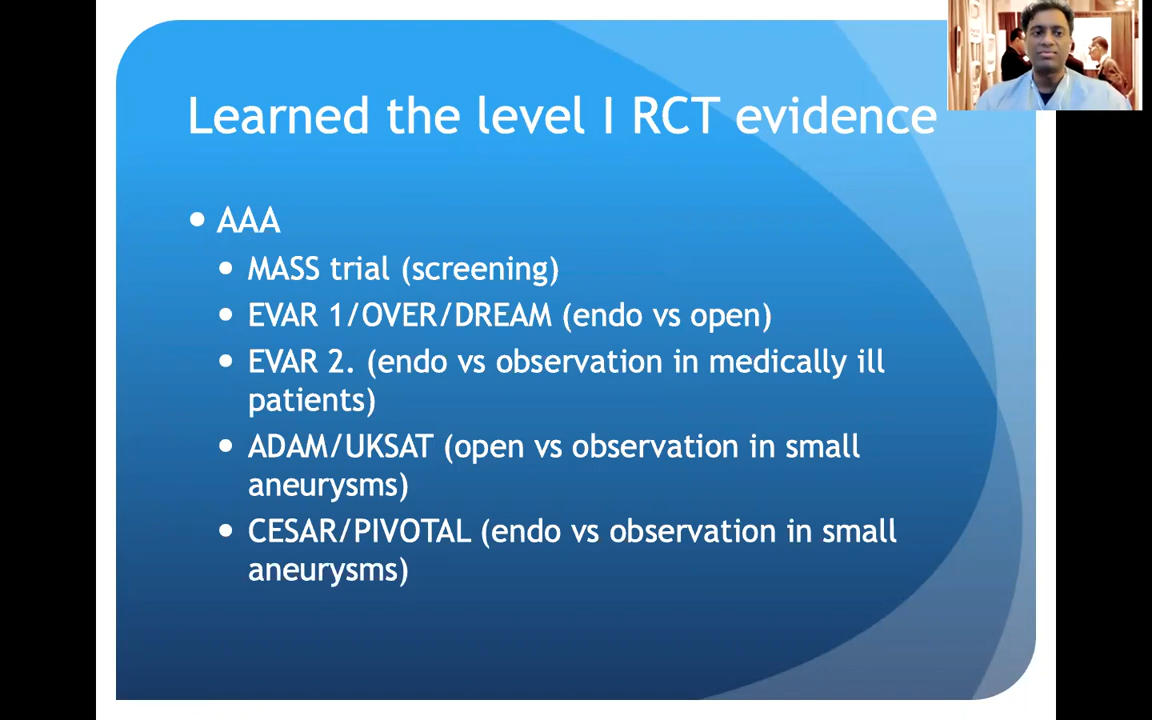 Learned the level I RCT evidence
• AAA
• MASS trial (screening)
• EVAR 1/OVER/DREAM (endo vs open)
• EVAR 2. (endo vs observation in medically ill
patients)
• ADAM/UKSAT (open vs observation in small
aneurysms)
• CESAR/PIVOTAL (endo vs observation in small
aneurysms)